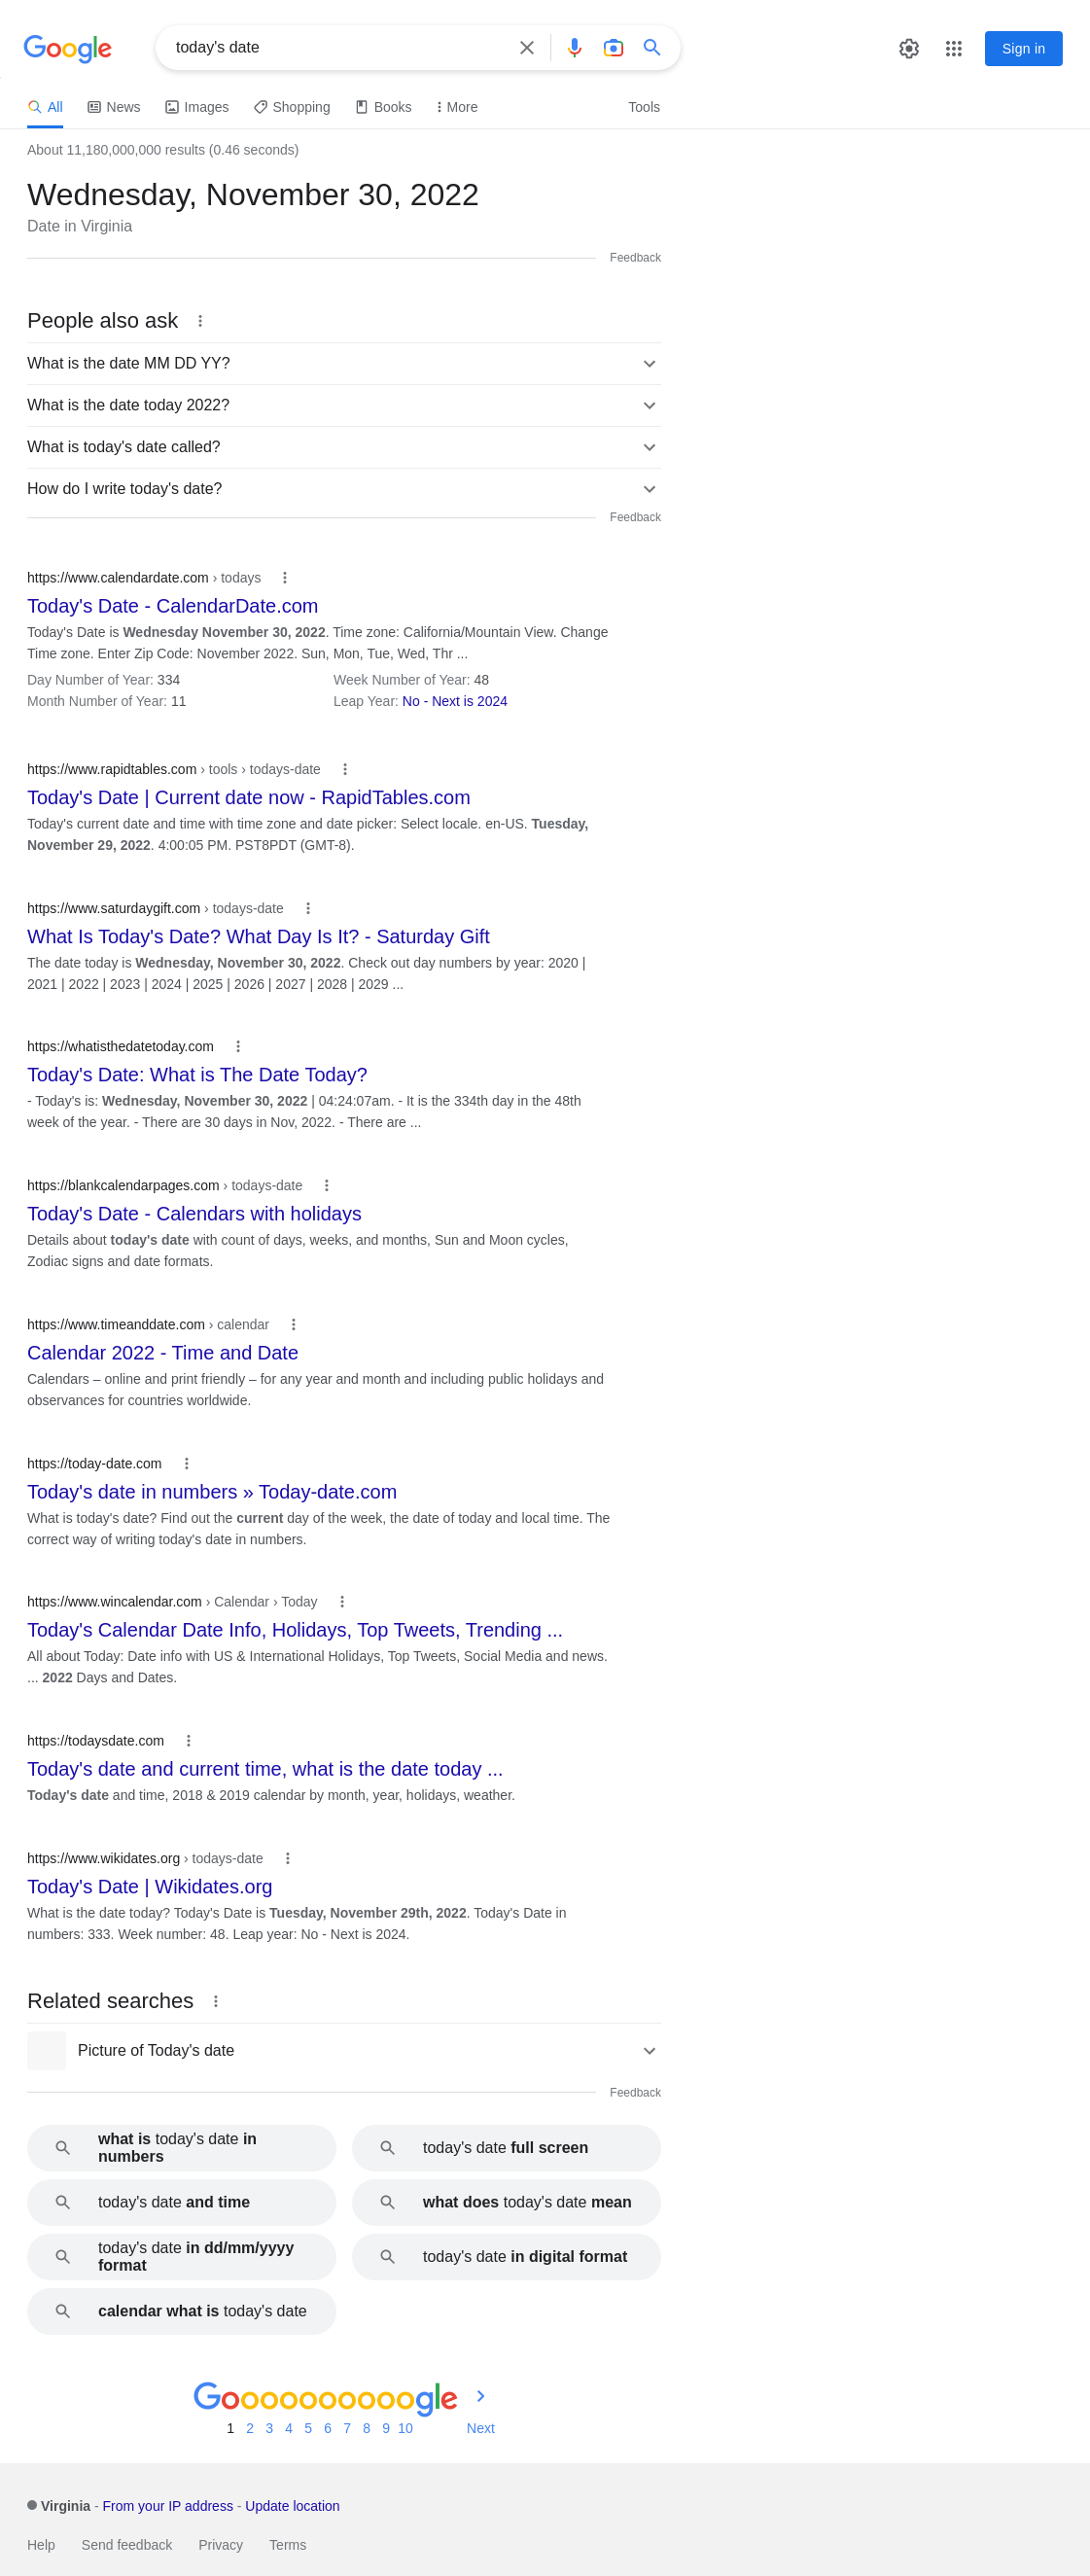 Google
today's date
Sign in
All
News
Images
Shopping
Books
More
Tools
About 11,180,000,000 results (0.46 seconds)
Wednesday, November 30, 2022
Date in Virginia
Feedback
People also ask
What is the date MM DD YY?
What is the date today 2022?
What is today's date called?
How do I write today's date?
Feedback
https://www.calendardate.com › todays
Today's Date - CalendarDate.com
Today's Date is Wednesday November 30, 2022. Time zone: California/Mountain View. Change
Time zone. Enter Zip Code: November 2022. Sun, Mon, Tue, Wed, Thr ...
Day Number of Year: 334
Week Number of Year: 48
Month Number of Year: 11
Leap Year: No - Next is 2024
https://www.rapidtables.com › tools › todays-date
Today's Date | Current date now - RapidTables.com
Today's current date and time with time zone and date picker: Select locale. en-US. Tuesday,
November 29, 2022. 4:00:05 PM. PST8PDT (GMT-8).
https://www.saturdaygift.com › todays-date
What Is Today's Date? What Day Is It? - Saturday Gift
The date today is Wednesday, November 30, 2022. Check out day numbers by year: 2020 |
2021 | 2022 | 2023 | 2024 | 2025 | 2026 | 2027 | 2028 | 2029 ...
https://whatisthedatetoday.com
Today's Date: What is The Date Today?
- Today's is: Wednesday, November 30, 2022 | 04:24:07am. - It is the 334th day in the 48th
week of the year. - There are 30 days in Nov, 2022. - There are ...
https://blankcalendarpages.com › todays-date
Today's Date - Calendars with holidays
Details about today's date with count of days, weeks, and months, Sun and Moon cycles,
Zodiac signs and date formats.
https://www.timeanddate.com › calendar
Calendar 2022 - Time and Date
Calendars – online and print friendly – for any year and month and including public holidays and
observances for countries worldwide.
https://today-date.com
Today's date in numbers » Today-date.com
What is today's date? Find out the current day of the week, the date of today and local time. The
correct way of writing today's date in numbers.
https://www.wincalendar.com › Calendar › Today
Today's Calendar Date Info, Holidays, Top Tweets, Trending ...
All about Today: Date info with US & International Holidays, Top Tweets, Social Media and news.
... 2022 Days and Dates.
https://todaysdate.com
Today's date and current time, what is the date today ...
Today's date and time, 2018 & 2019 calendar by month, year, holidays, weather.
https://www.wikidates.org › todays-date
Today's Date | Wikidates.org
What is the date today? Today's Date is Tuesday, November 29th, 2022. Today's Date in
numbers: 333. Week number: 48. Leap year: No - Next is 2024.
Related searches
Picture of Today's date
Feedback
what is today's date in
numbers
today's date full screen
today's date and time
what does today's date mean
today's date in dd/mm/yyyy
format
today's date in digital format
calendar what is today's date
Goooooooooogle
1 2 3 4 5 6 7 8 9 10 Next
Virginia - From your IP address - Update location
Help Send feedback Privacy Terms